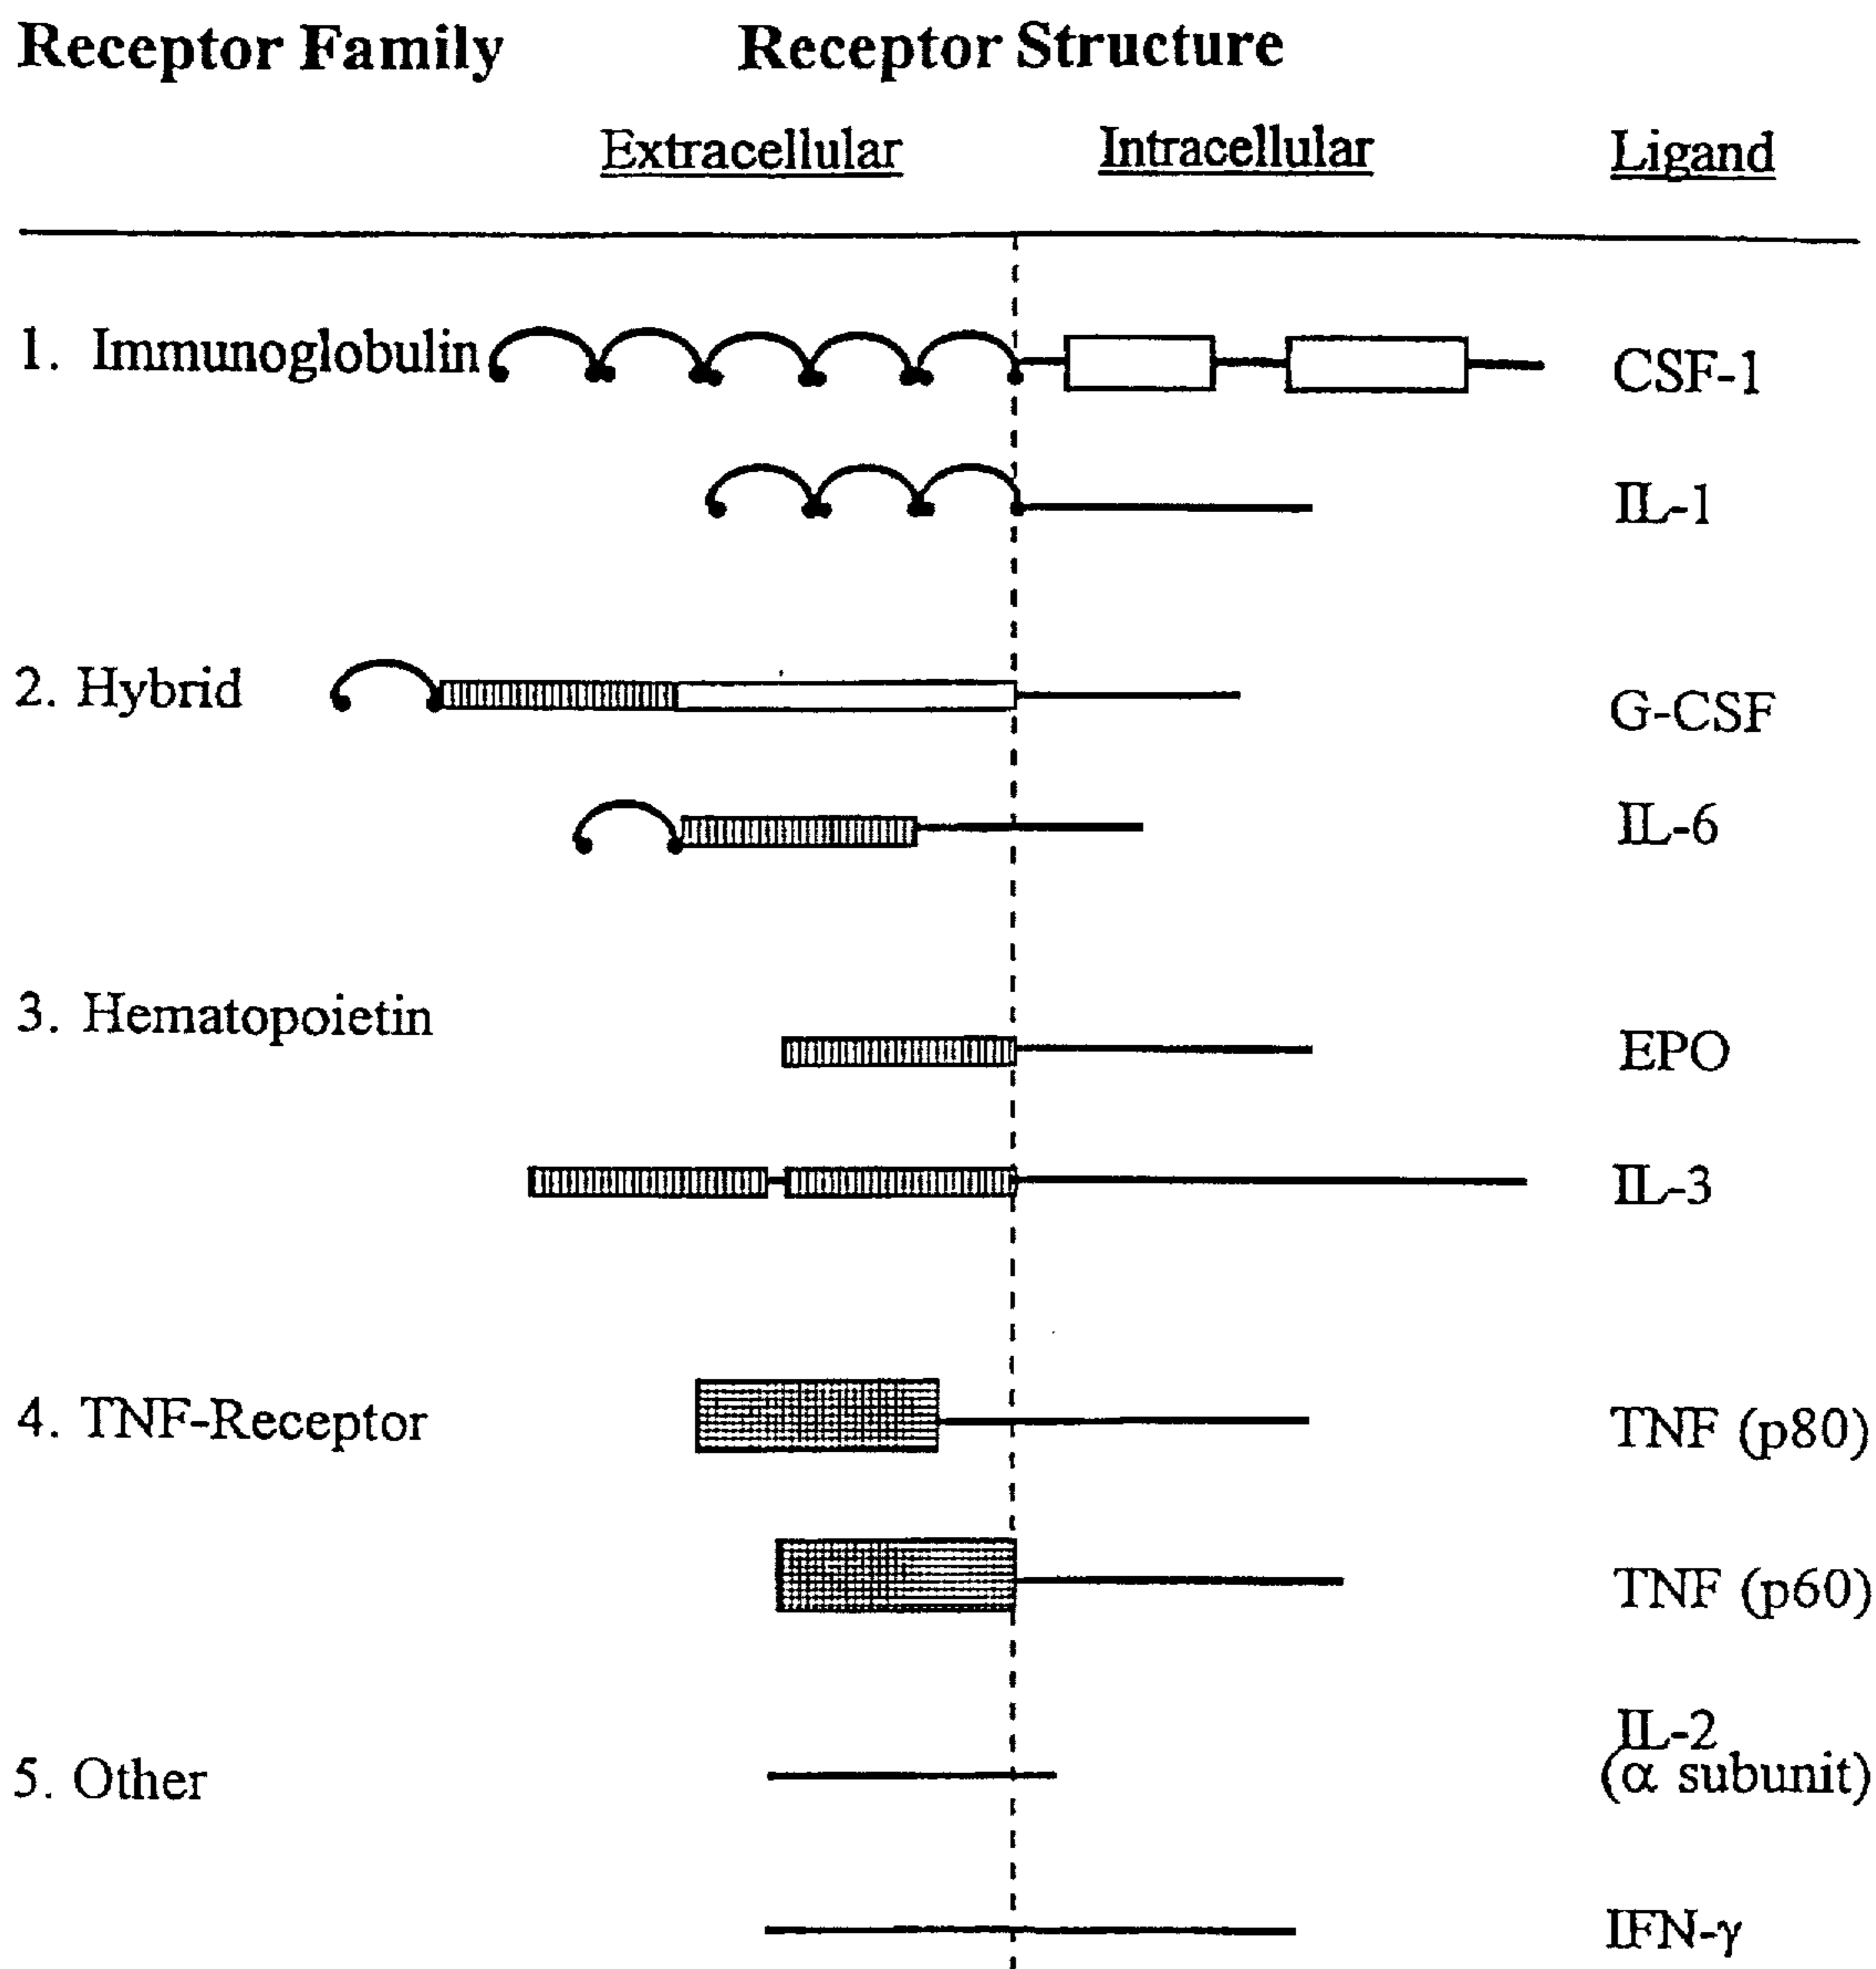 Receptor Family Receptor Structure
Extracellular Intracellular Ligand
1. Immunoglobulin CSF-1
IL-1
2. Hybrid G-CSF
IL-6
3. Hematopoietin EPO
IL-3
4. TNF-Receptor TNF (p80)
TNF (p60)
5. Other IL-2
(α subunit)
IFN-γ